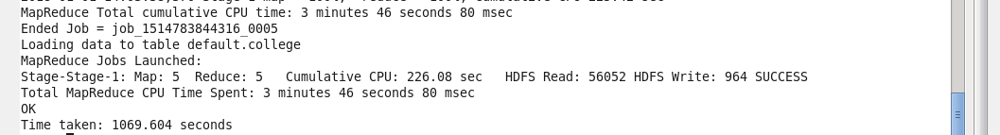 MapReduce Total cumulative CPU time: 3 minutes 46 seconds 80 msec
Ended Job = job_1514783844316_0005
Loading data to table default.college
MapReduce Jobs Launched:
Stage-Stage-1: Map: 5  Reduce: 5   Cumulative CPU: 226.08 sec   HDFS Read: 56052 HDFS Write: 964 SUCCESS
Total MapReduce CPU Time Spent: 3 minutes 46 seconds 80 msec
OK
Time taken: 1069.604 seconds